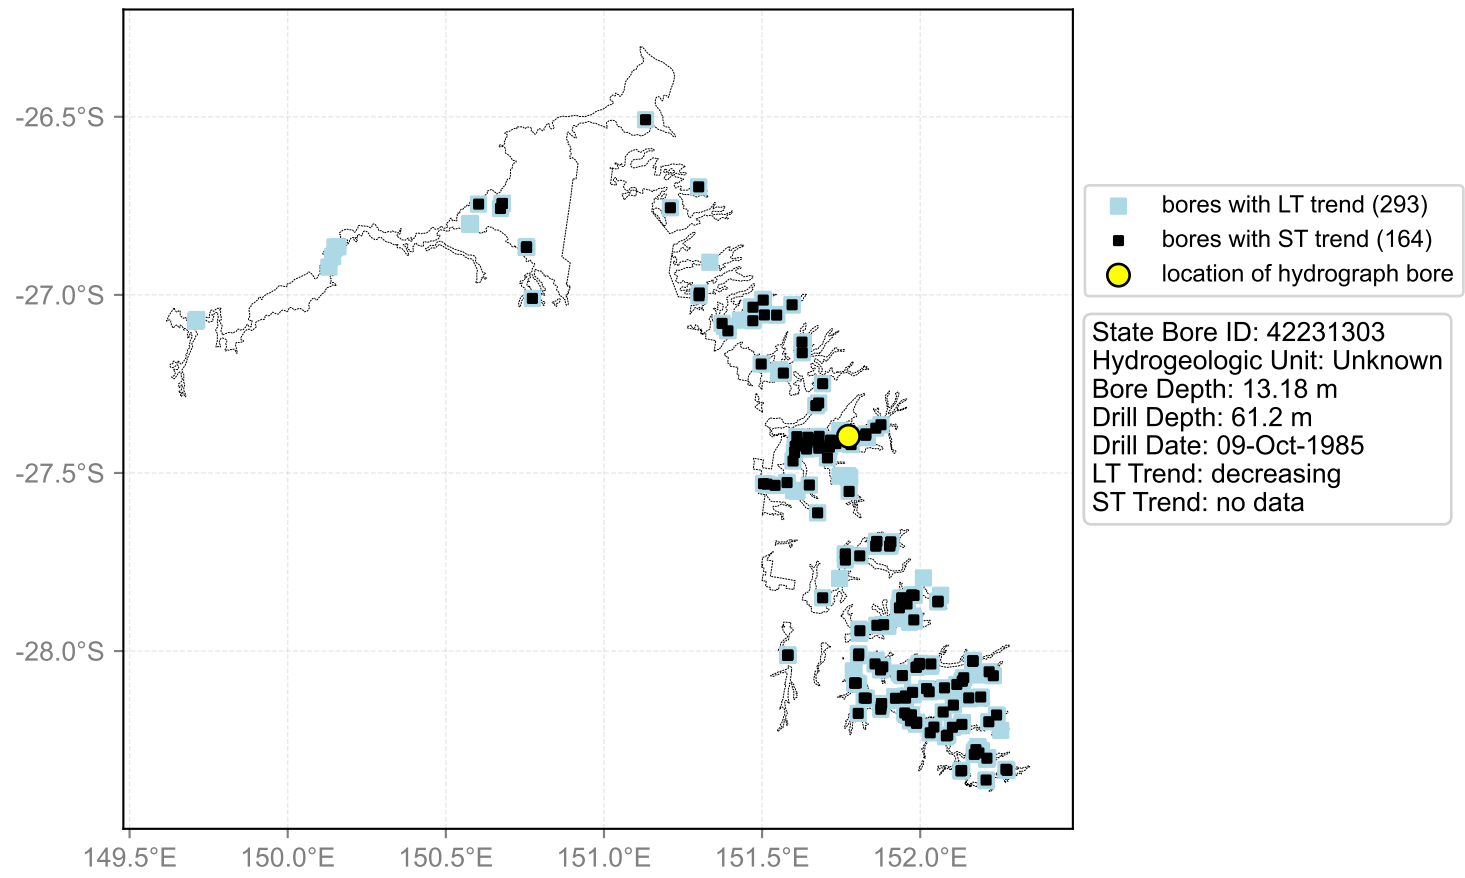 -26.5°S
-27.0°S
-27.5°S
-28.0°S
149.5°E
150.0°E
150.5°E
151.0°E
151.5°E
152.0°E
bores with LT trend (293)
bores with ST trend (164)
location of hydrograph bore
State Bore ID: 42231303
Hydrogeologic Unit: Unknown
Bore Depth: 13.18 m
Drill Depth: 61.2 m
Drill Date: 09-Oct-1985
LT Trend: decreasing
ST Trend: no data